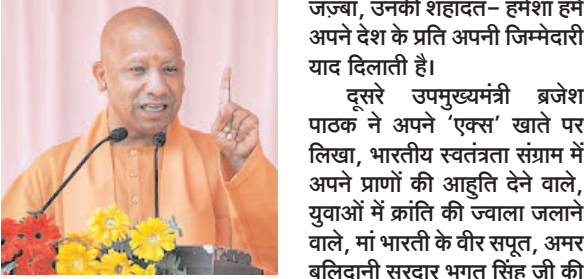 जज़्बा, उनकी शहादत– हमेशा हमें
अपने देश के प्रति अपनी जिम्मेदारी
याद दिलाती है।
दूसरे उपमुख्यमंत्री ब्रजेश
पाठक ने अपने ‘एक्स’ खाते पर
लिखा, भारतीय स्वतंत्रता संग्राम में
अपने प्राणों की आहुति देने वाले,
युवाओं में क्रांति की ज्वाला जलाने
वाले, मां भारती के वीर सपूत, अमर
बलिदानी सरदार भगत सिंह जी की